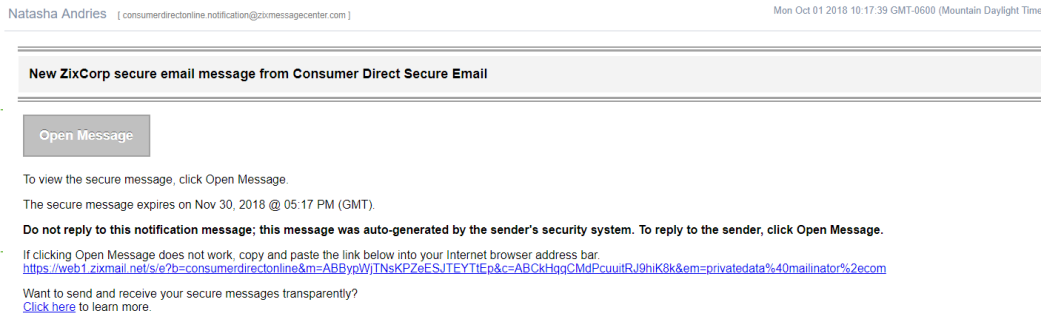 Natasha Andries [ consumerdirectonline.notification@zixmessagecenter.com ] Mon Oct 01 2018 10:17:39 GMT-0600 (Mountain Daylight Time
New ZixCorp secure email message from Consumer Direct Secure Email
Open Message
To view the secure message, click Open Message.
The secure message expires on Nov 30, 2018 @ 05:17 PM (GMT).
Do not reply to this notification message; this message was auto-generated by the sender's security system. To reply to the sender, click Open Message.
If clicking Open Message does not work, copy and paste the link below into your Internet browser address bar.
https://web1.zixmail.net/s/e?b=consumerdirectonline&m=ABBypWjTNsKPZeESJTEYTtEp&c=ABCkHqqCMdPcuuitRJ9hiK8k&em=privatedata%40mailinator%2ecom
Want to send and receive your secure messages transparently?
Click here to learn more.